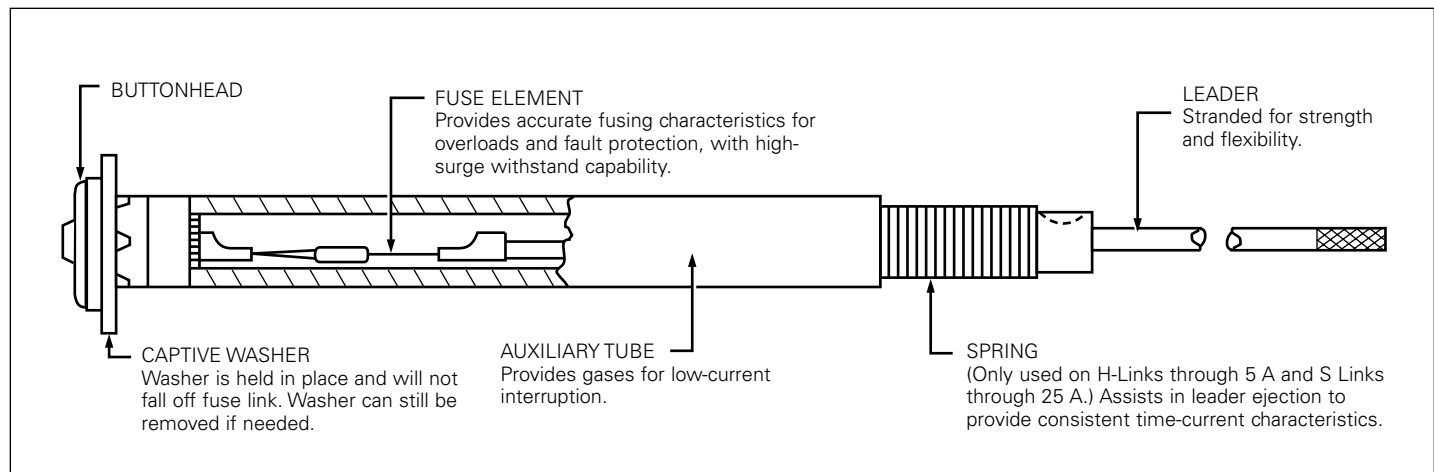 BUTTONHEAD
FUSE ELEMENT
Provides accurate fusing characteristics for
overloads and fault protection, with high-
surge withstand capability.
LEADER
Stranded for strength
and flexibility.
CAPTIVE WASHER
Washer is held in place and will not
fall off fuse link. Washer can still be
removed if needed.
AUXILIARY TUBE
Provides gases for low-current
interruption.
SPRING
(Only used on H-Links through 5 A and S Links
through 25 A.) Assists in leader ejection to
provide consistent time-current characteristics.